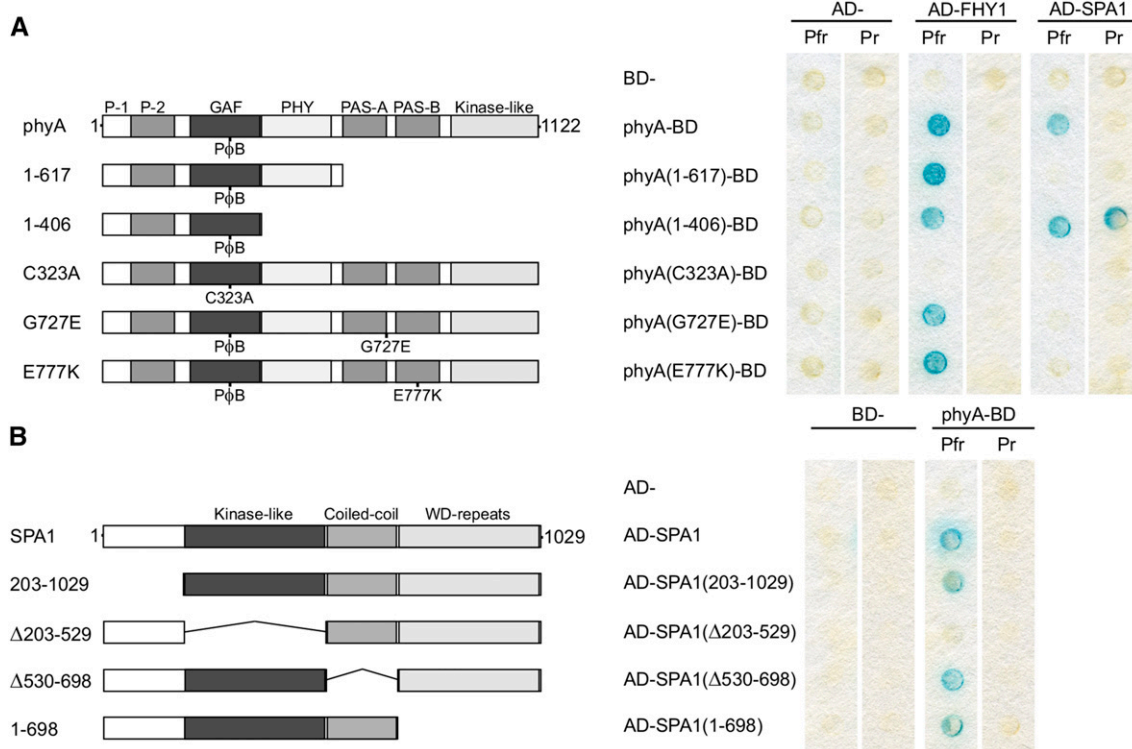 A
P-1 P-2 GAF PHY PAS-A PAS-B Kinase-like
phyA 1 1122
PϕB
1-617
PϕB
1-406
PϕB
C323A
C323A
G727E
PϕB G727E
E777K
PϕB E777K
AD- AD-FHY1 AD-SPA1
Pfr Pr Pfr Pr Pfr Pr
BD-
phyA-BD
phyA(1-617)-BD
phyA(1-406)-BD
phyA(C323A)-BD
phyA(G727E)-BD
phyA(E777K)-BD
B
Kinase-like Coiled-coil WD-repeats
SPA1 1 1029
203-1029
Δ203-529
Δ530-698
1-698
BD- phyA-BD
Pfr Pr
AD-
AD-SPA1
AD-SPA1(203-1029)
AD-SPA1(Δ203-529)
AD-SPA1(Δ530-698)
AD-SPA1(1-698)